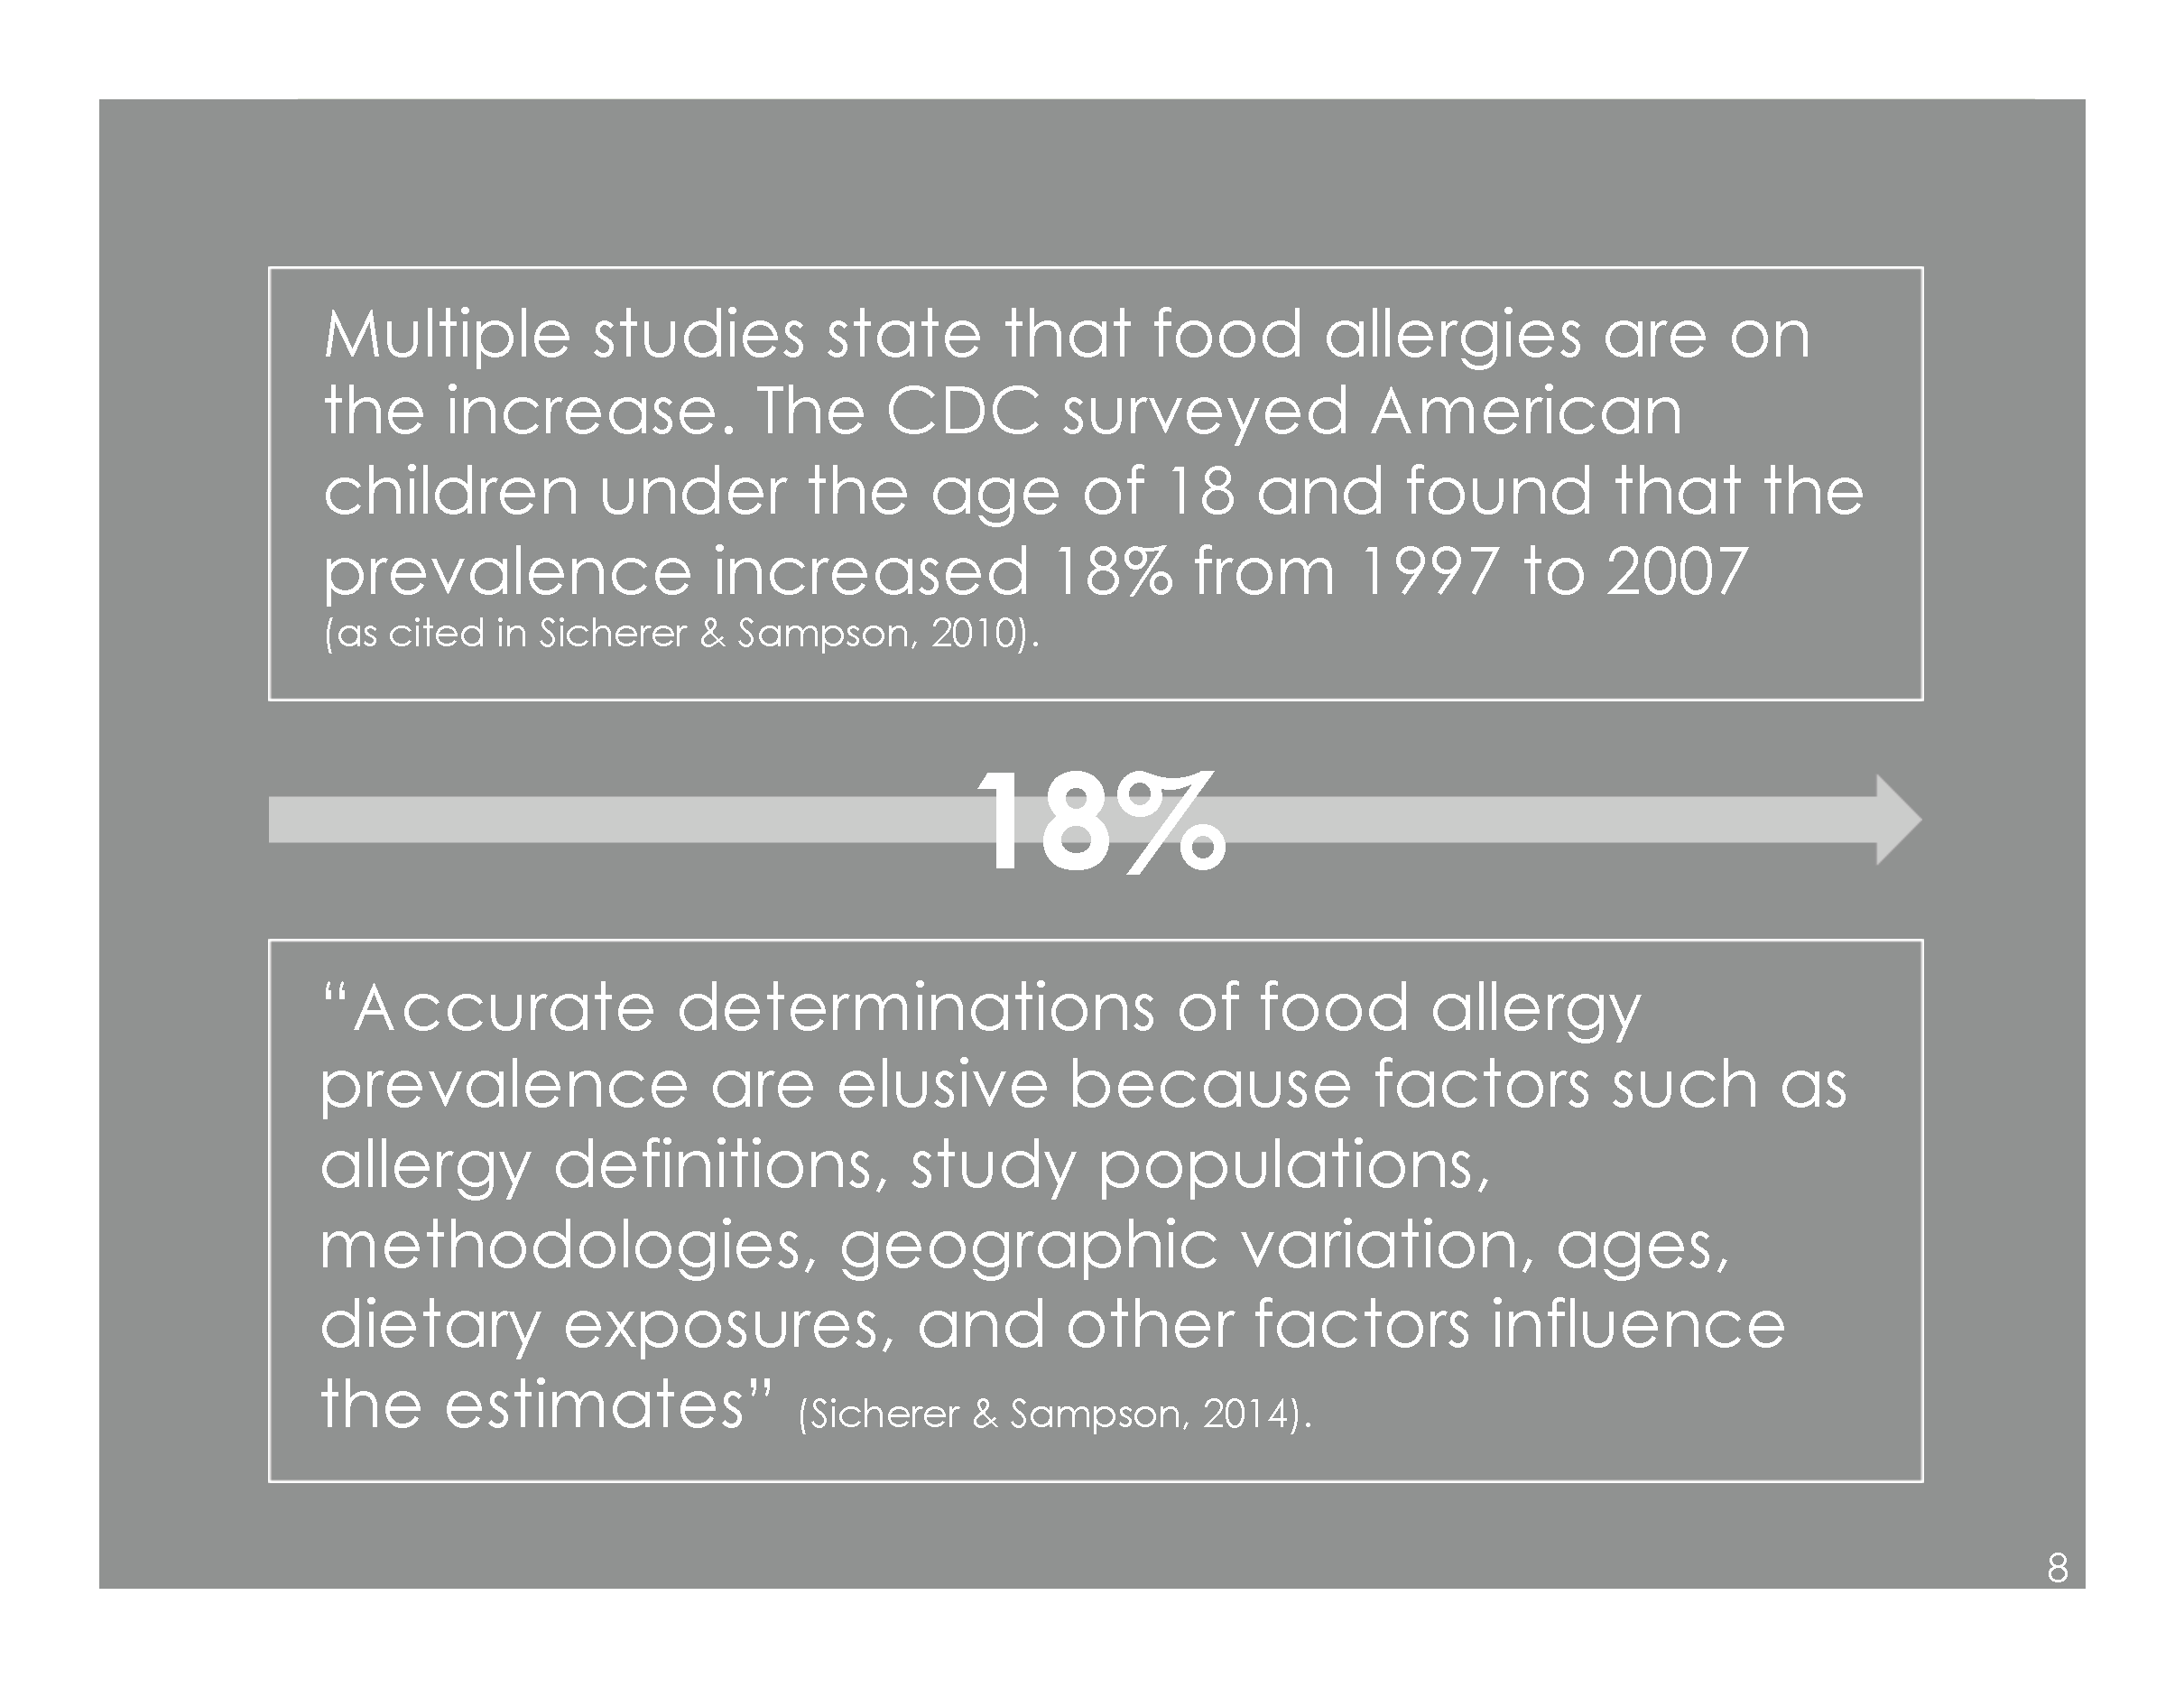 Multiple studies state that food allergies are on
the increase. The CDC surveyed American
children under the age of 18 and found that the
prevalence increased 18% from 1997 to 2007
(as cited in Sicherer & Sampson, 2010).
18%
“Accurate determinations of food allergy
prevalence are elusive because factors such as
allergy definitions, study populations,
methodologies, geographic variation, ages,
dietary exposures, and other factors influence
the estimates” (Sicherer & Sampson, 2014).
8